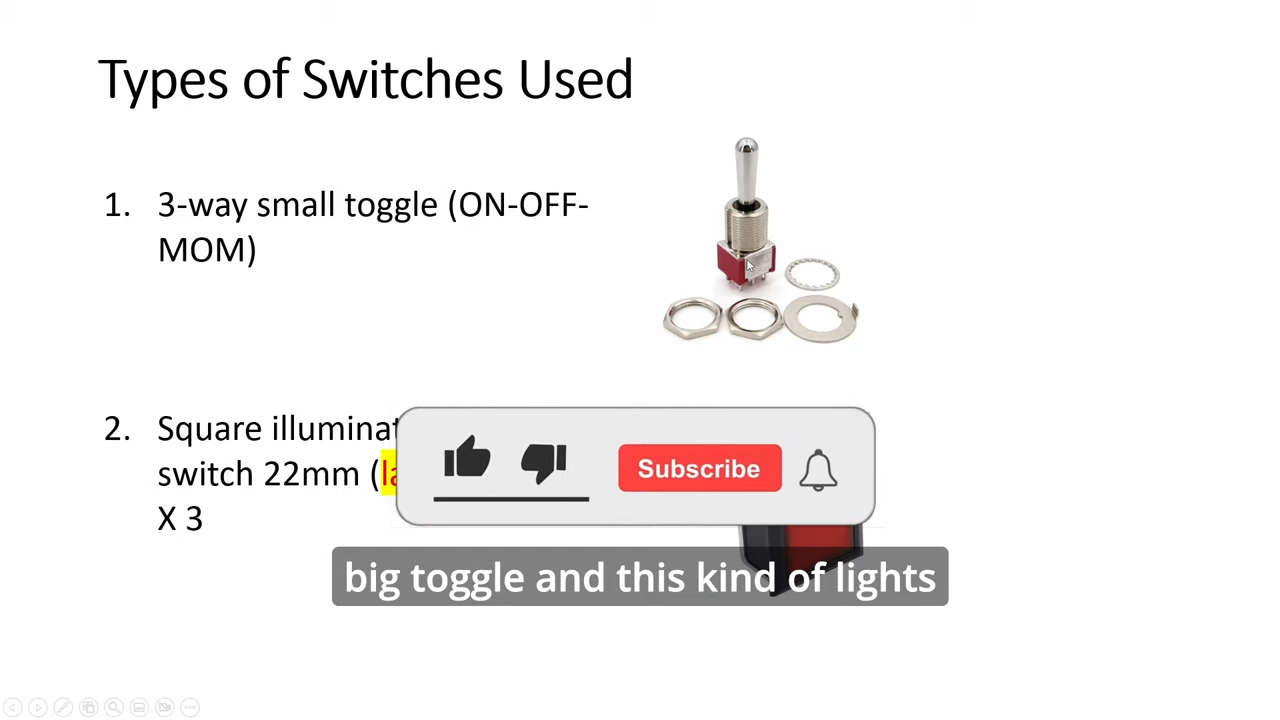 Types of Switches Used
1. 3-way small toggle (ON-OFF-
MOM)
2. Square
switch 22mm (
X 3
Subscribe
big toggle and this kind of lights